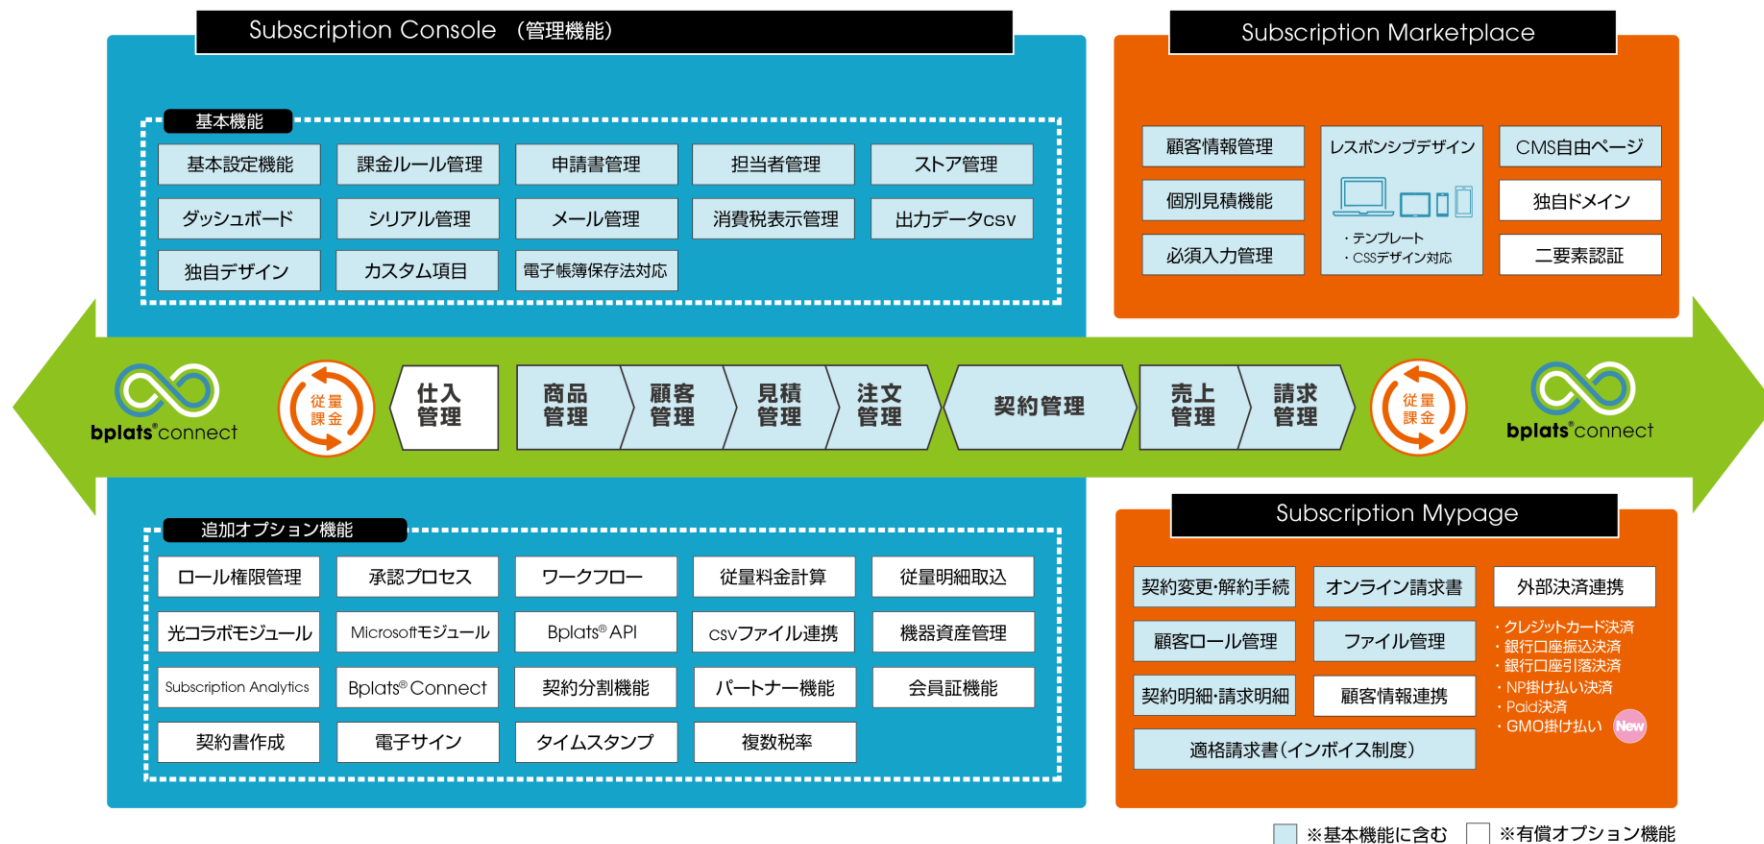 Subscription Console （管理機能）
基本機能
基本設定機能
課金ルール管理
申請書管理
担当者管理
ストア管理
ダッシュボード
シリアル管理
メール管理
消費税表示管理
出力データcsv
独自デザイン
カスタム項目
電子帳簿保存法対応
Subscription Marketplace
顧客情報管理
レスポンシブデザイン
CMS自由ページ
個別見積機能
独自ドメイン
・テンプレート
・CSSデザイン対応
必須入力管理
二要素認証
bplats®connect
従量
課金
仕入
管理
商品
管理
顧客
管理
見積
管理
注文
管理
契約管理
売上
管理
請求
管理
従量
課金
bplats®connect
追加オプション機能
ロール権限管理
承認プロセス
ワークフロー
従量料金計算
従量明細取込
光コラボモジュール
Microsoftモジュール
Bplats® API
csvファイル連携
機器資産管理
Subscription Analytics
Bplats® Connect
契約分割機能
パートナー機能
会員証機能
契約書作成
電子サイン
タイムスタンプ
複数税率
Subscription Mypage
契約変更・解約手続
オンライン請求書
外部決済連携
顧客ロール管理
ファイル管理
・クレジットカード決済
・銀行口座振込決済
・銀行口座引落決済
・NP掛け払い決済
・Paid決済
・GMO掛け払い New
契約明細・請求明細
顧客情報連携
適格請求書（インボイス制度）
※基本機能に含む
※有償オプション機能